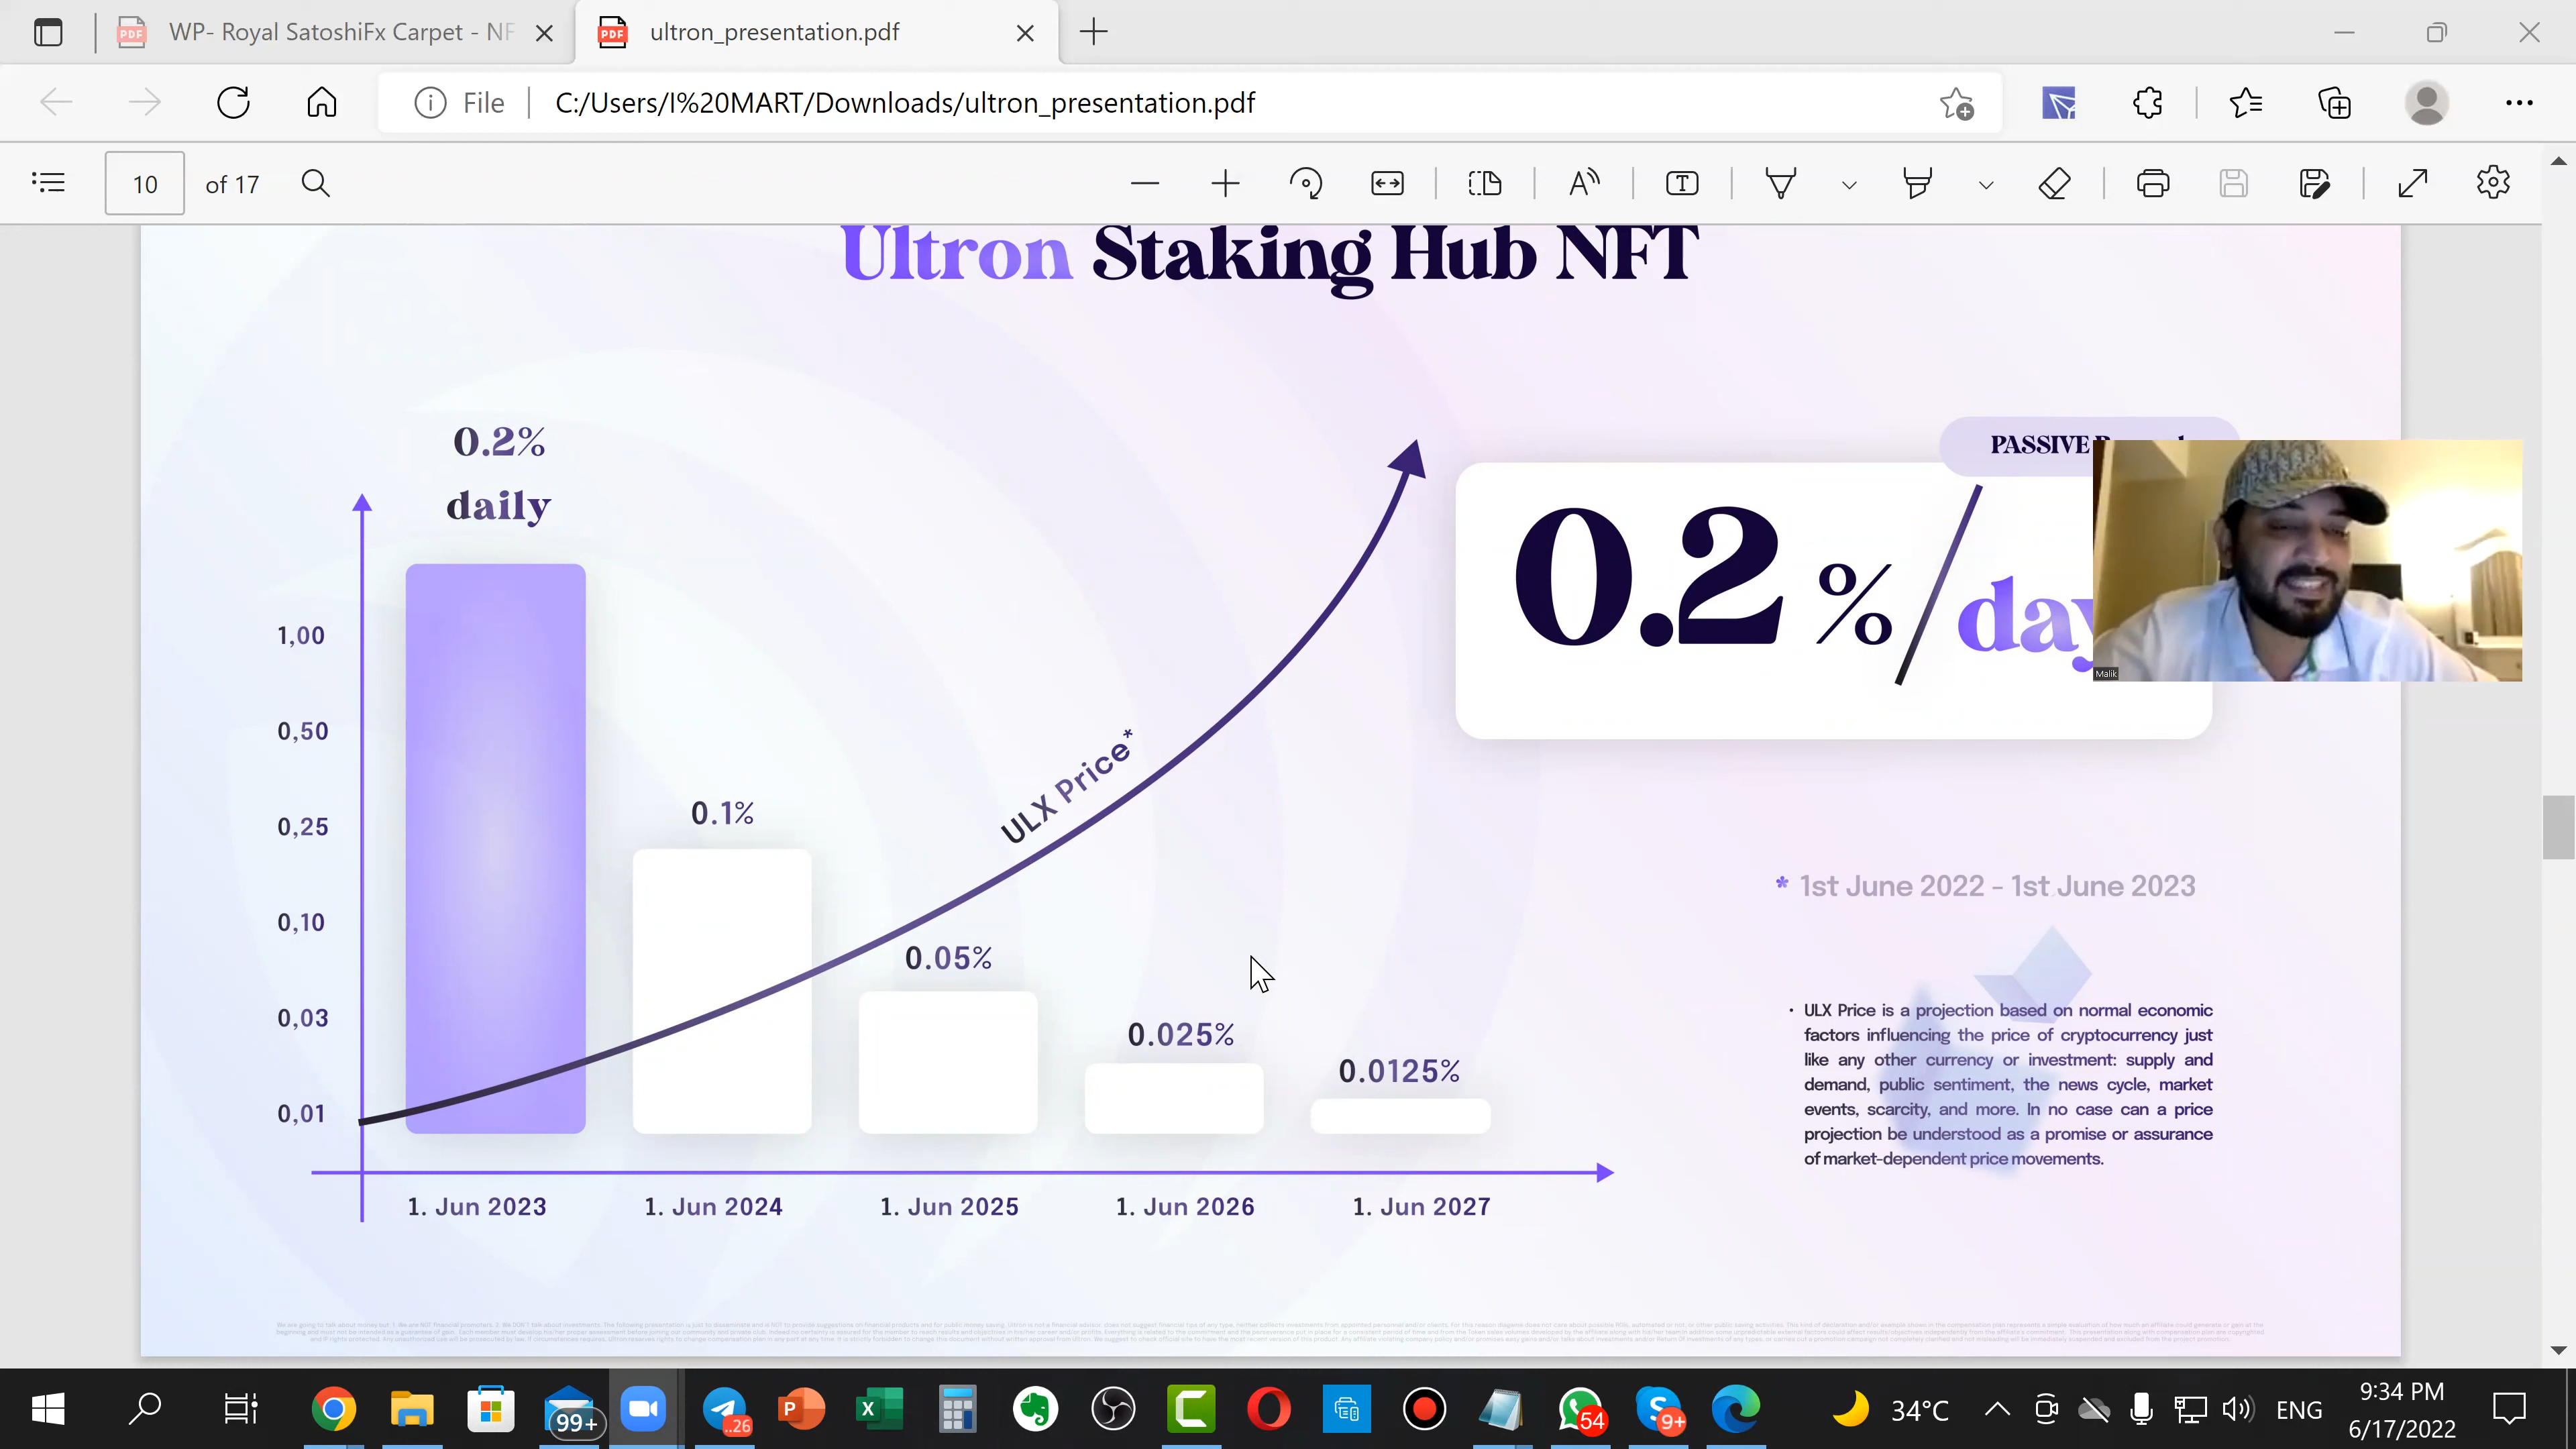 WP- Royal SatoshiFx Carpet - NF
ultron_presentation.pdf
File
C:/Users/I%20MART/Downloads/ultron_presentation.pdf
10
of 17
Ultron Staking Hub NFT
0.2%
daily
PASSIVE
0.2 %/day
Malik
1,00
0,50
0,25
0,10
0,03
0,01
ULX Price*
0.1%
0.05%
0.025%
0.0125%
1. Jun 2023
1. Jun 2024
1. Jun 2025
1. Jun 2026
1. Jun 2027
* 1st June 2022 - 1st June 2023
• ULX Price is a projection based on normal economic
factors influencing the price of cryptocurrency just
like any other currency or investment: supply and
demand, public sentiment, the news cycle, market
events, scarcity, and more. In no case can a price
projection be understood as a promise or assurance
of market-dependent price movements.
99+
..26
54
9+
34°C
ENG
9:34 PM
6/17/2022